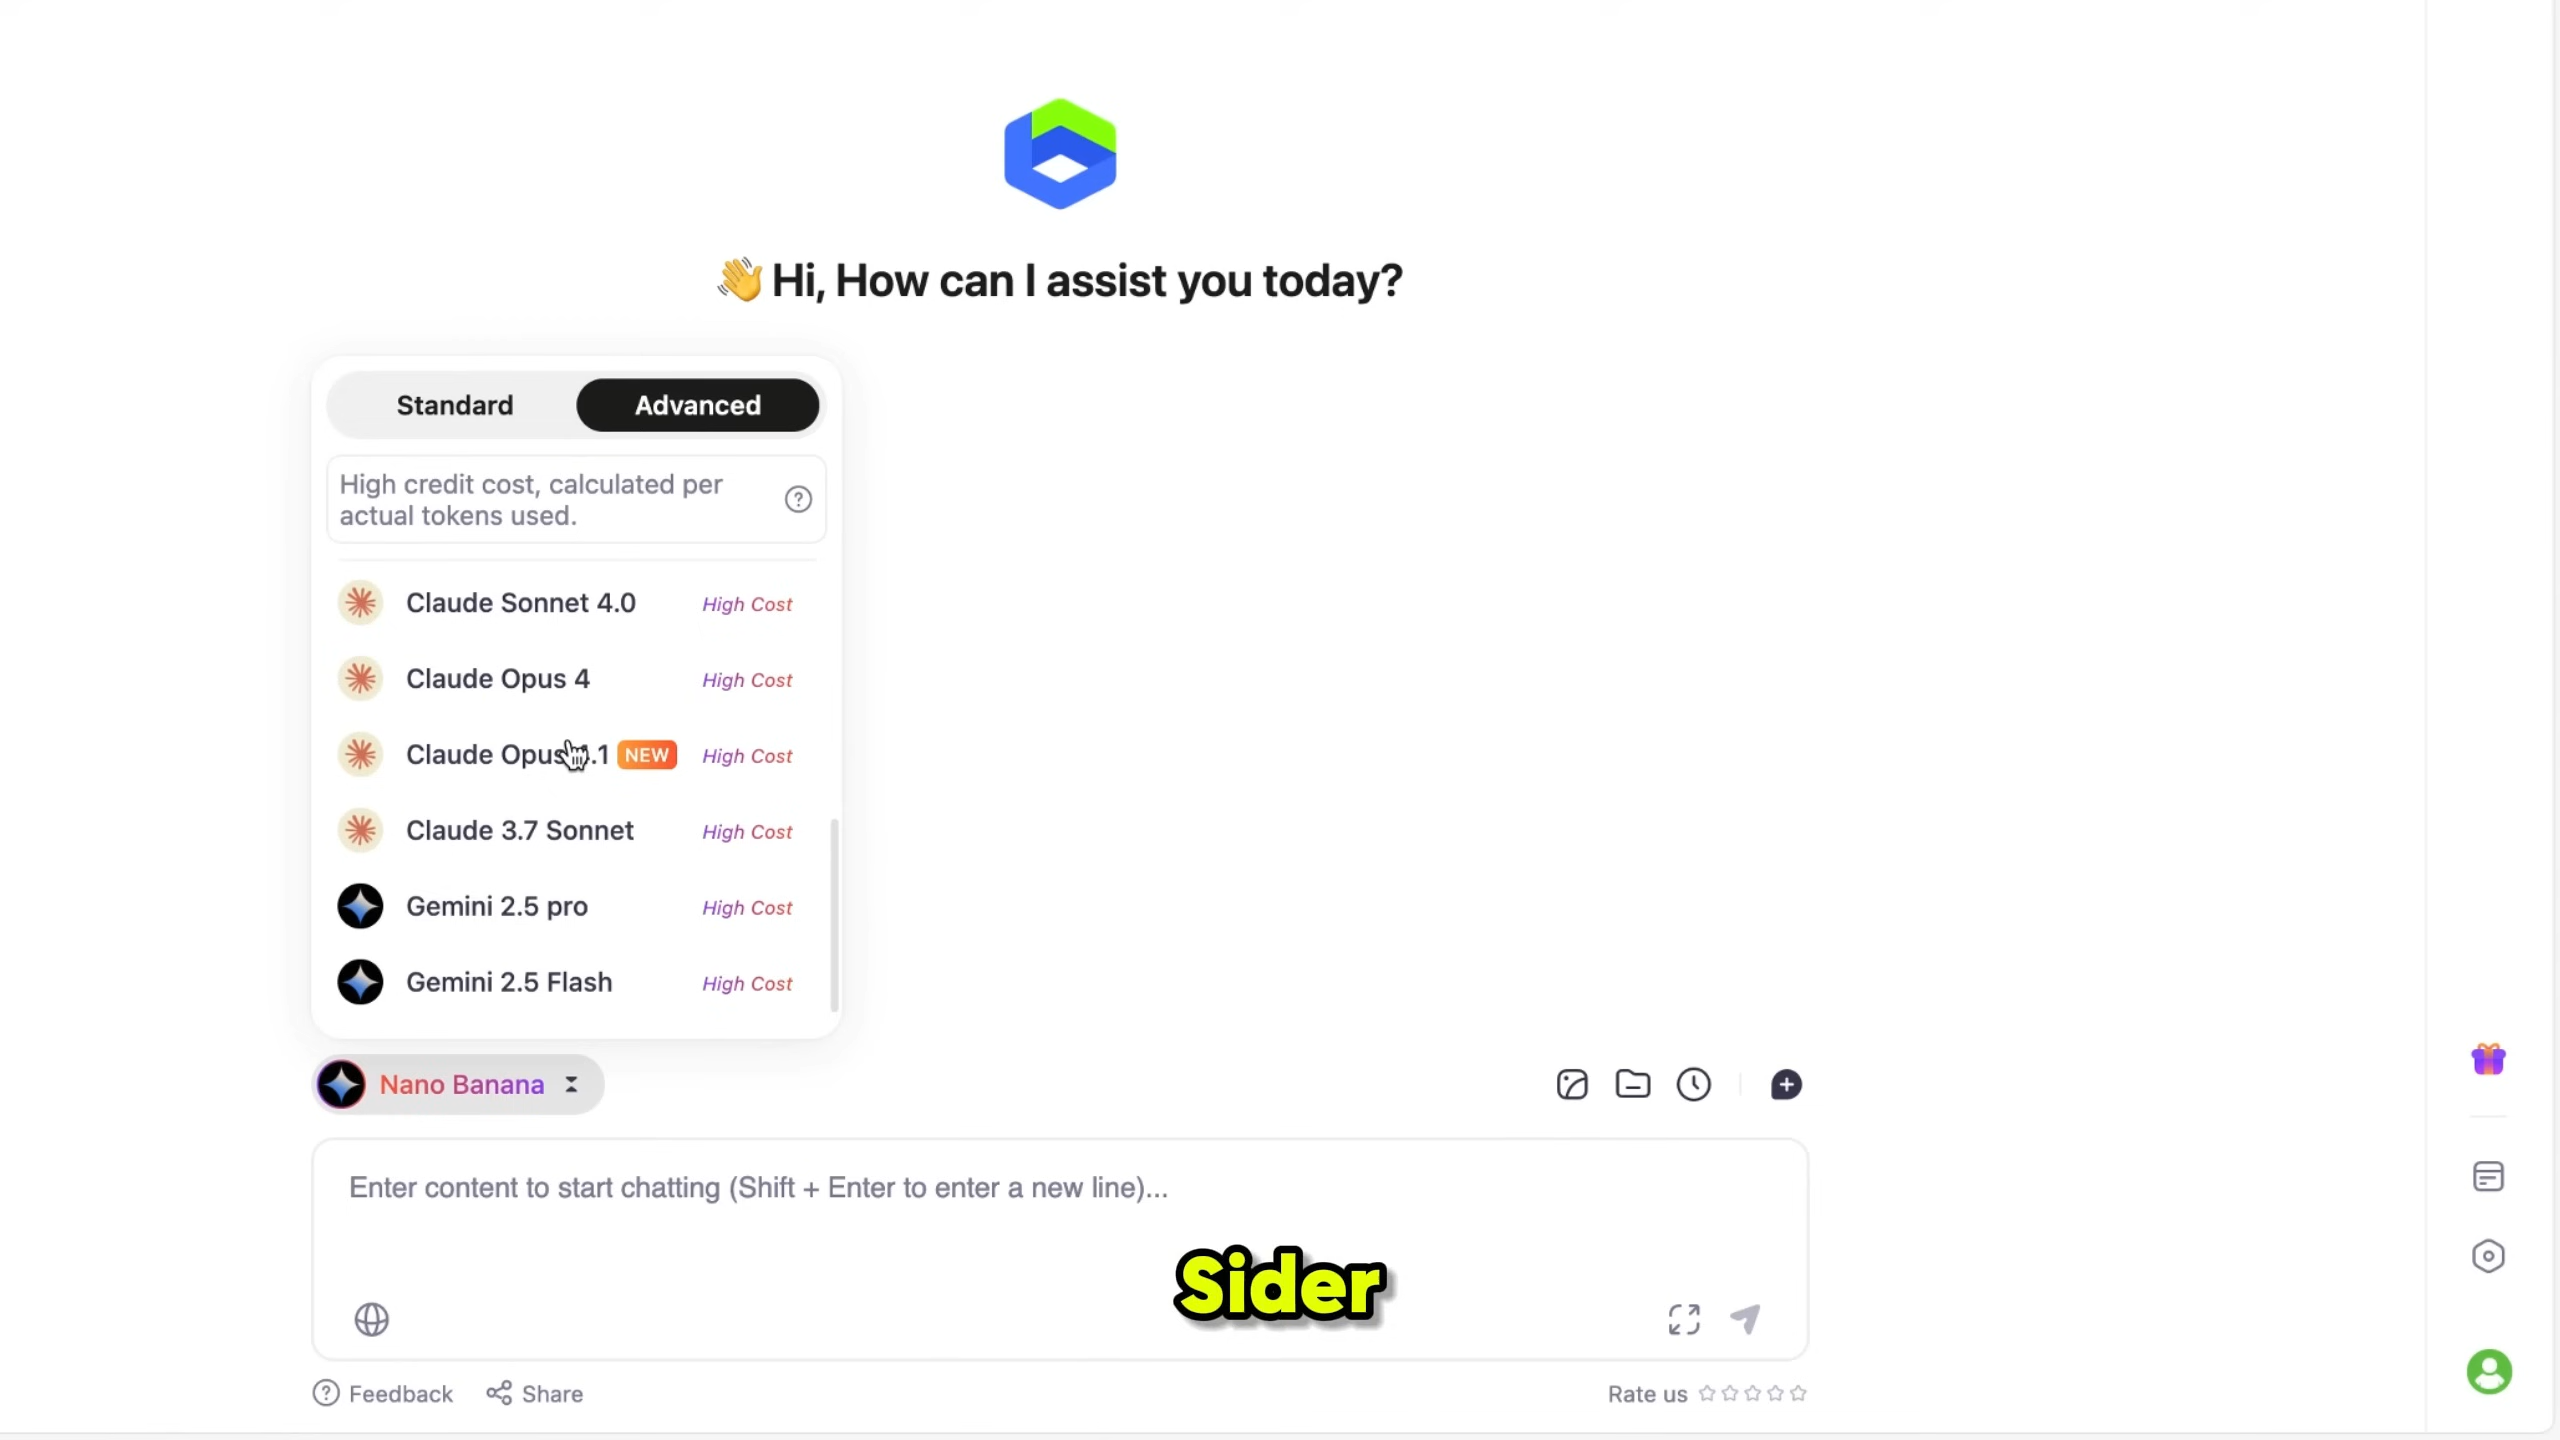 👋 Hi, How can I assist you today?
Standard
Advanced
High credit cost, calculated per
actual tokens used.
Claude Sonnet 4.0 High Cost
Claude Opus 4 High Cost
Claude Opus .1 NEW High Cost
Claude 3.7 Sonnet High Cost
Gemini 2.5 pro High Cost
Gemini 2.5 Flash High Cost
Nano Banana
Enter content to start chatting (Shift + Enter to enter a new line)...
Sider
Feedback
Share
Rate us